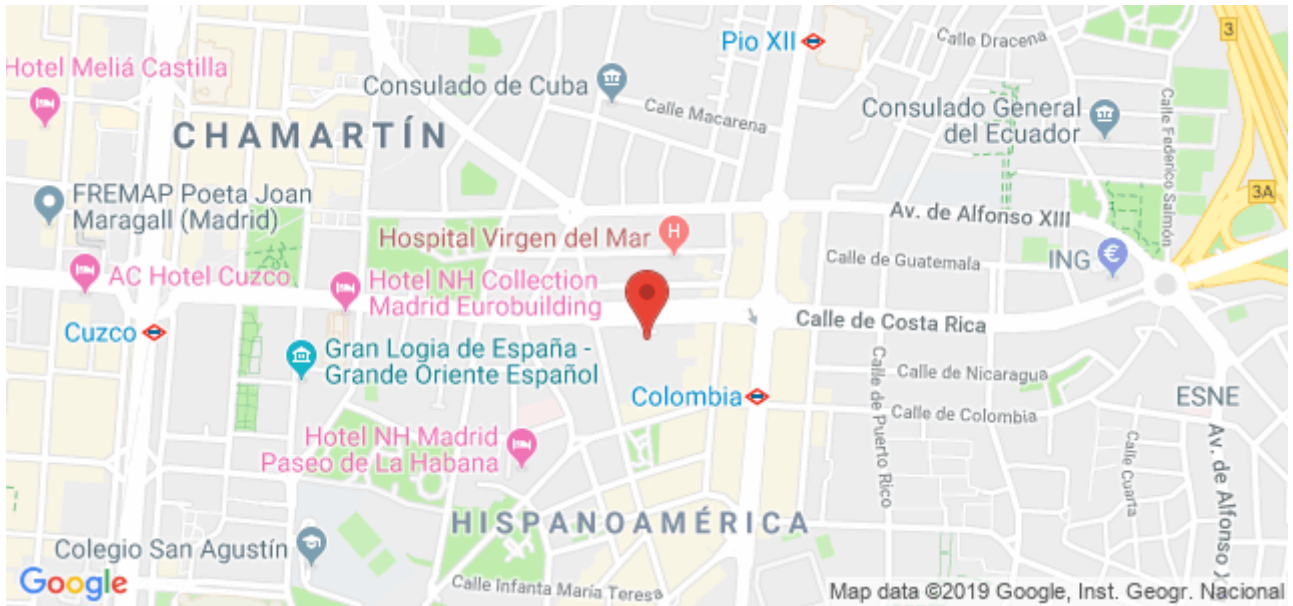 Pio XII
Calle Dracena
3
Hotel Meliá Castilla
Consulado de Cuba
Calle Macarena
Consulado General
del Ecuador
Calle Federico Salmón
CHAMARTÍN
FREMAP Poeta Joan
Maragall (Madrid)
3A
Av. de Alfonso XIII
Hospital Virgen del Mar
H
Calle de Guatemala
ING
€
AC Hotel Cuzco
Hotel NH Collection
Madrid Eurobuilding
Cuzco
Calle de Costa Rica
Gran Logia de España -
Grande Oriente Español
Calle de Puerto Rico
Calle de Nicaragua
Colombia
Calle de Colombia
ESNE
Hotel NH Madrid
Paseo de La Habana
Calle Cuarta
Av. de Alfonso X
HISPANOAMÉRICA
Colegio San Agustín
Calle Infanta María Teresa
Google
Map data ©2019 Google, Inst. Geogr. Nacional